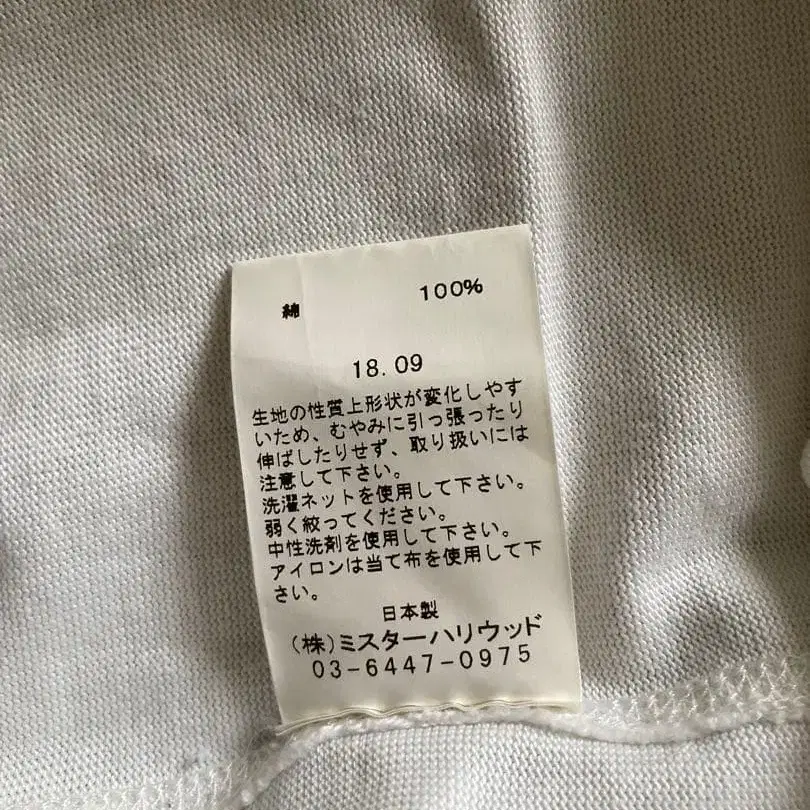 綿 100%
18.09
生地の性質上形状が変化しやす
いため、むやみに引っ張ったり
伸ばしたりせず、取り扱いには
注意して下さい。
洗濯ネットを使用して下さい。
弱く絞ってください。
中性洗剤を使用して下さい。
アイロンは当て布を使用して下
さい。
日本製
(株)ミスターハリウッド
03-6447-0975